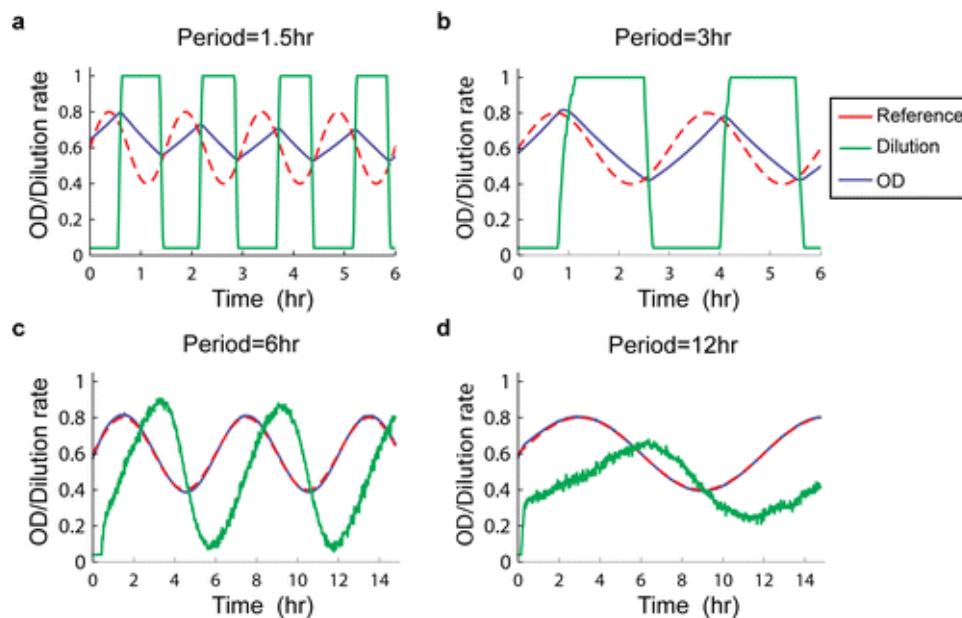 a
Period=1.5hr
OD/Dilution rate
1
0.8
0.6
0.4
0.2
0
0 1 2 3 4 5 6
Time (hr)
b
Period=3hr
OD/Dilution rate
1
0.8
0.6
0.4
0.2
0
0 1 2 3 4 5 6
Time (hr)
Reference
Dilution
OD
c
Period=6hr
OD/Dilution rate
1
0.8
0.6
0.4
0.2
0
0 2 4 6 8 10 12 14
Time (hr)
d
Period=12hr
OD/Dilution rate
1
0.8
0.6
0.4
0.2
0
0 2 4 6 8 10 12 14
Time (hr)